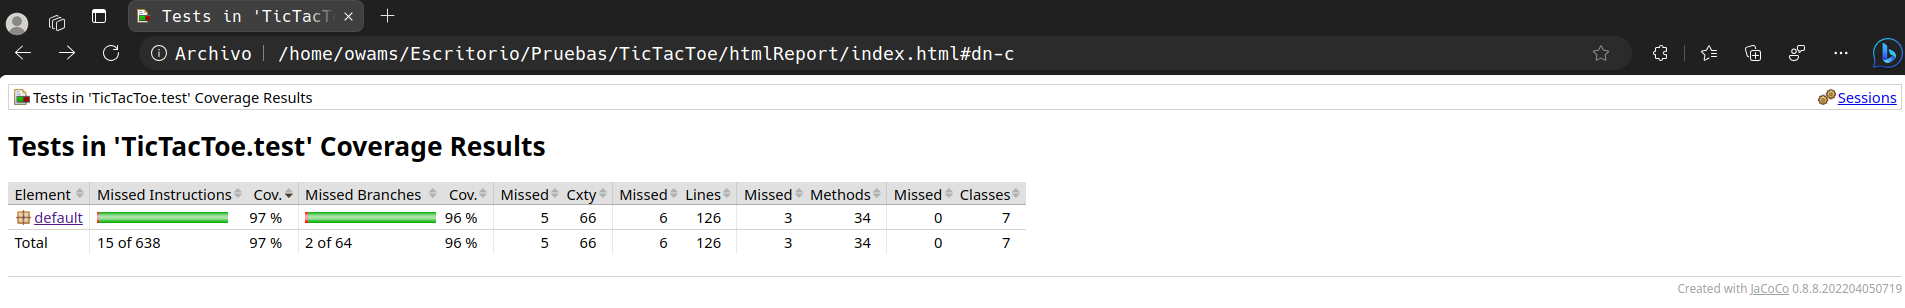 Tests in 'TicTacT
Archivo /home/owams/Escritorio/Pruebas/TicTacToe/htmlReport/index.html#dn-c
Tests in 'TicTacToe.test' Coverage Results Sessions
Tests in 'TicTacToe.test' Coverage Results
Element Missed Instructions Cov. Missed Branches Cov. Missed Cxty Missed Lines Missed Methods Missed Classes
default 97 % 96 % 5 66 6 126 3 34 0 7
Total 15 of 638 97 % 2 of 64 96 % 5 66 6 126 3 34 0 7
Created with JaCoCo 0.8.8.202204050719